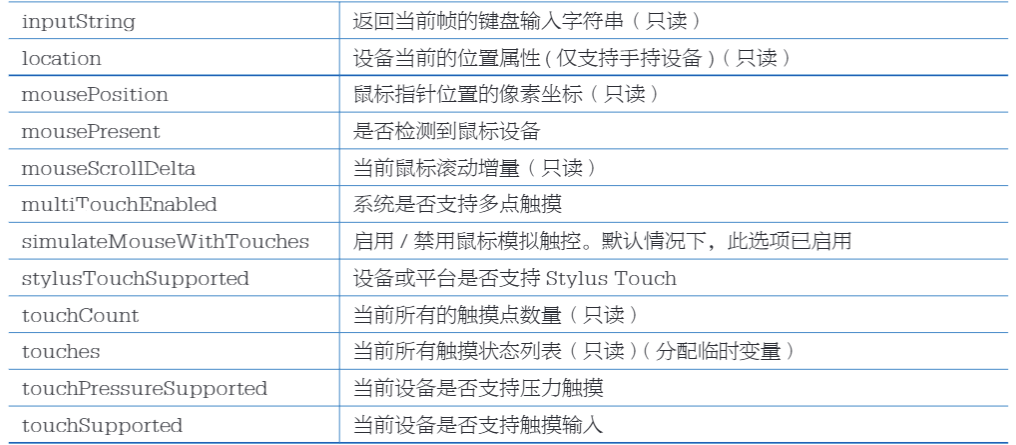 inputString 返回当前帧的键盘输入字符串（只读）
location 设备当前的位置属性 ( 仅支持手持设备 )（只读）
mousePosition 鼠标指针位置的像素坐标（只读）
mousePresent 是否检测到鼠标设备
mouseScrollDelta 当前鼠标滚动增量（只读）
multiTouchEnabled 系统是否支持多点触摸
simulateMouseWithTouches 启用 / 禁用鼠标模拟触控。默认情况下，此选项已启用
stylusTouchSupported 设备或平台是否支持 Stylus Touch
touchCount 当前所有的触摸点数量（只读）
touches 当前所有触摸状态列表（只读）（分配临时变量）
touchPressureSupported 当前设备是否支持压力触摸
touchSupported 当前设备是否支持触摸输入